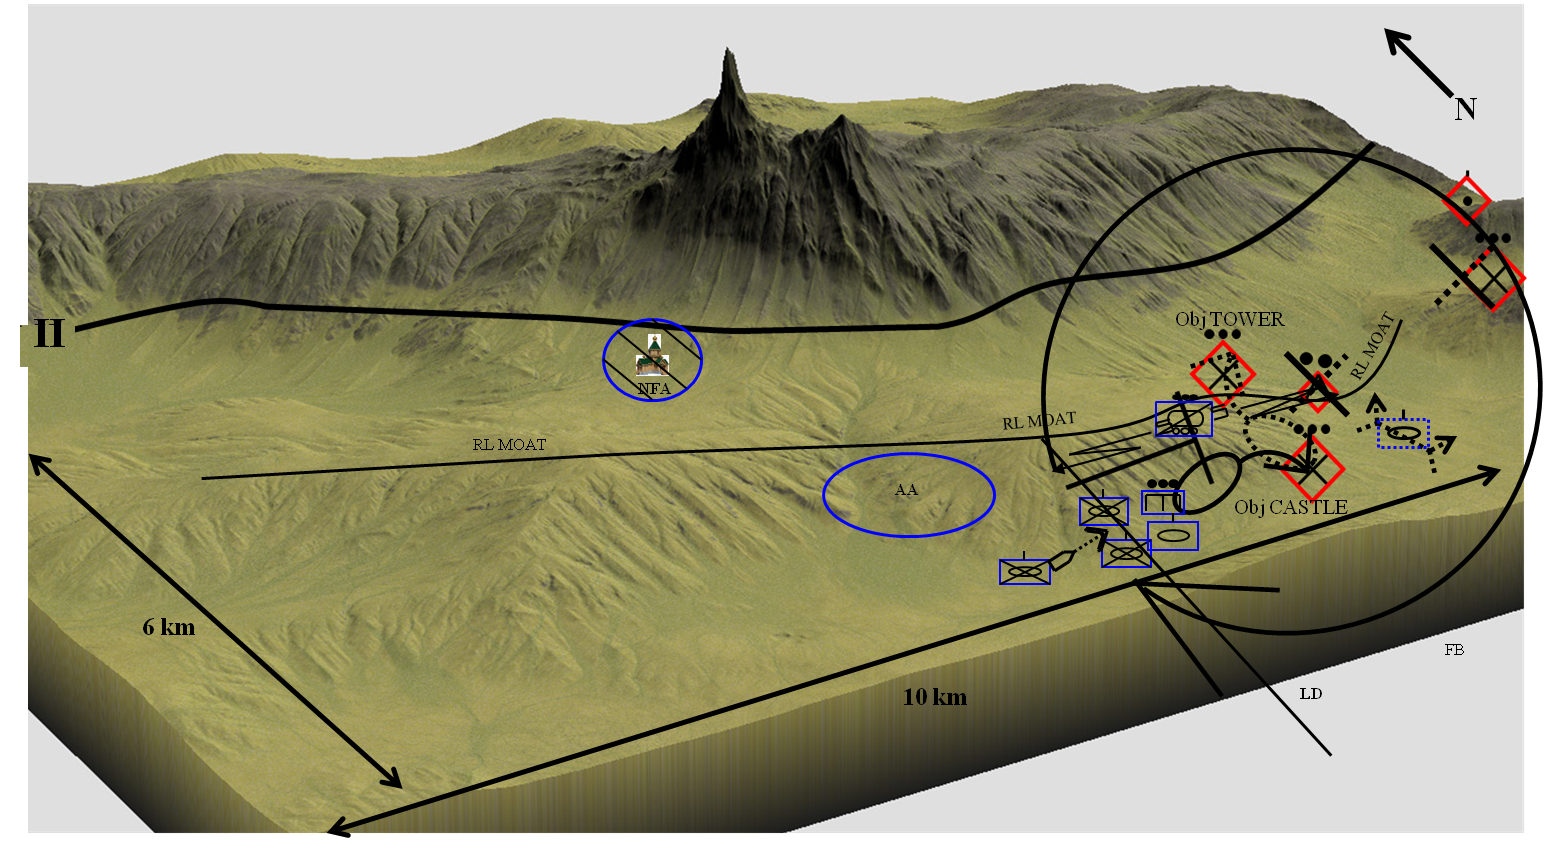 N
Obj TOWER
II
RL MOAT
NFA
RL MOAT
RL MOAT
AA
Obj CASTLE
6 km
FB
10 km
LD